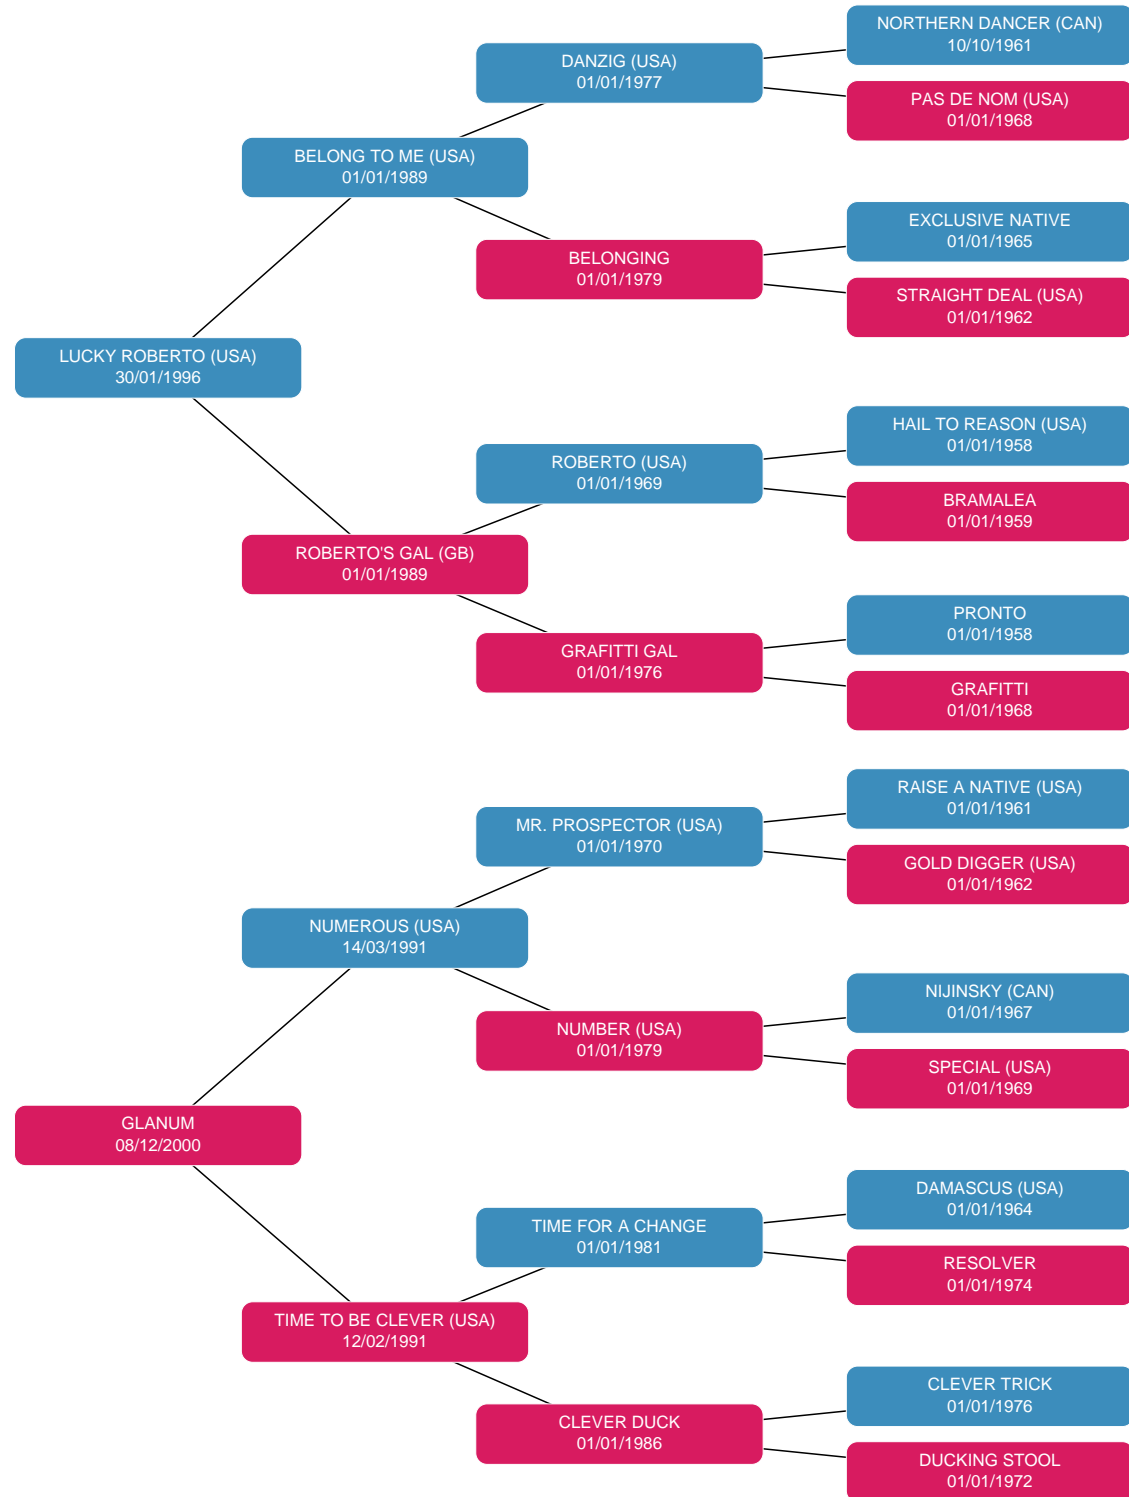 NORTHERN DANCER (CAN)
10/10/1961
DANZIG (USA)
01/01/1977
PAS DE NOM (USA)
01/01/1968
BELONG TO ME (USA)
01/01/1989
EXCLUSIVE NATIVE
01/01/1965
BELONGING
01/01/1979
STRAIGHT DEAL (USA)
01/01/1962
LUCKY ROBERTO (USA)
30/01/1996
HAIL TO REASON (USA)
01/01/1958
ROBERTO (USA)
01/01/1969
BRAMALEA
01/01/1959
ROBERTO'S GAL (GB)
01/01/1989
PRONTO
01/01/1958
GRAFITTI GAL
01/01/1976
GRAFITTI
01/01/1968
RAISE A NATIVE (USA)
01/01/1961
MR. PROSPECTOR (USA)
01/01/1970
GOLD DIGGER (USA)
01/01/1962
NUMEROUS (USA)
14/03/1991
NIJINSKY (CAN)
01/01/1967
NUMBER (USA)
01/01/1979
SPECIAL (USA)
01/01/1969
GLANUM
08/12/2000
DAMASCUS (USA)
01/01/1964
TIME FOR A CHANGE
01/01/1981
RESOLVER
01/01/1974
TIME TO BE CLEVER (USA)
12/02/1991
CLEVER TRICK
01/01/1976
CLEVER DUCK
01/01/1986
DUCKING STOOL
01/01/1972